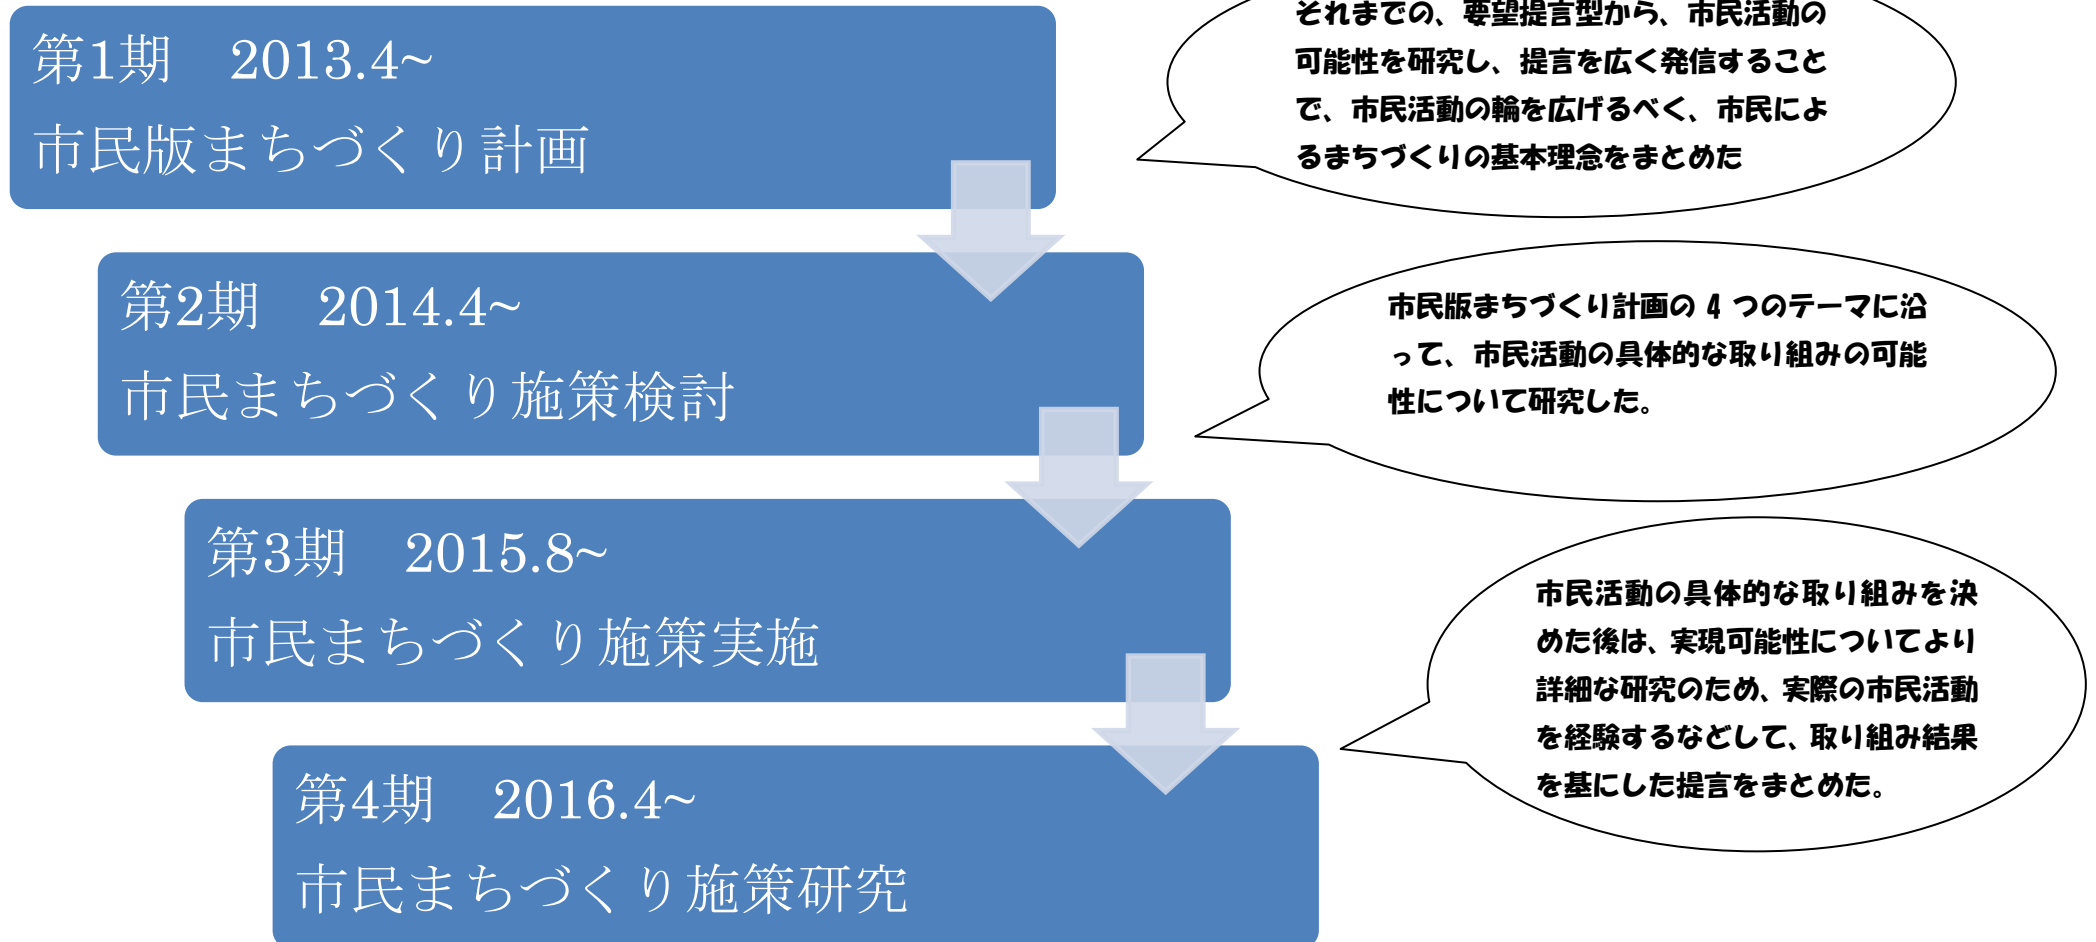 第1期　2013.4~
市民版まちづくり計画
それまでの、要望提言型から、市民活動の
可能性を研究し、提言を広く発信すること
で、市民活動の輪を広げるべく、市民によ
るまちづくりの基本理念をまとめた
第2期　2014.4~
市民まちづくり施策検討
市民版まちづくり計画の 4 つのテーマに沿
って、市民活動の具体的な取り組みの可能
性について研究した。
第3期　2015.8~
市民まちづくり施策実施
市民活動の具体的な取り組みを決
めた後は、実現可能性についてより
詳細な研究のため、実際の市民活動
を経験するなどして、取り組み結果
を基にした提言をまとめた。
第4期　2016.4~
市民まちづくり施策研究